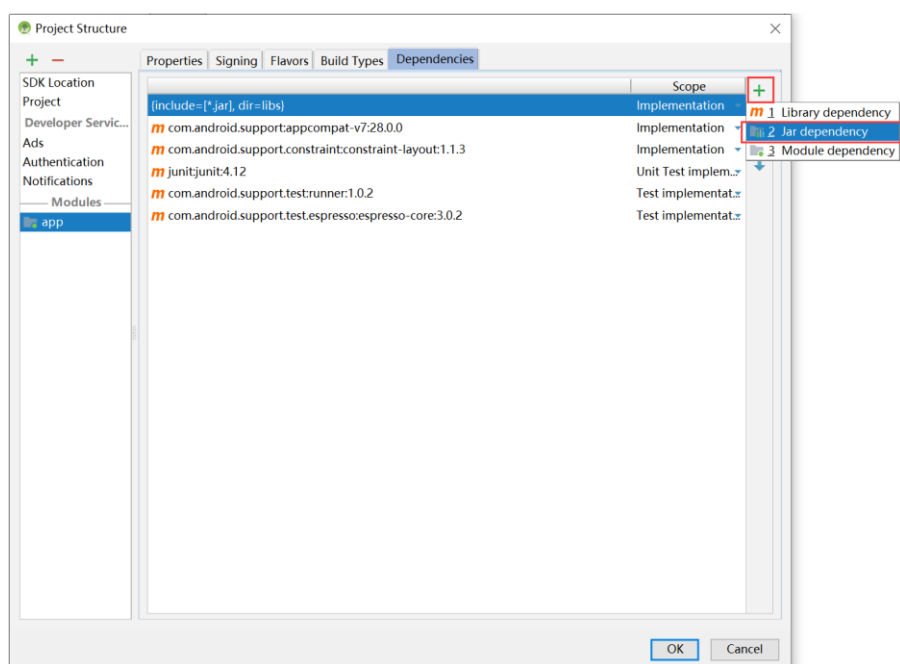 Project Structure
Properties Signing Flavors Build Types Dependencies
SDK Location
Project
Developer Servic...
Ads
Authentication
Notifications
Modules
app
Scope
{include=[*.jar], dir=libs} Implementation
m com.android.support:appcompat-v7:28.0.0 Implementation
m com.android.support.constraint:constraint-layout:1.1.3 Implementation
m junit:junit:4.12 Unit Test implem...
m com.android.support.test:runner:1.0.2 Test implementat...
m com.android.support.test.espresso:espresso-core:3.0.2 Test implementat...
m 1 Library dependency
2 Jar dependency
3 Module dependency
OK Cancel